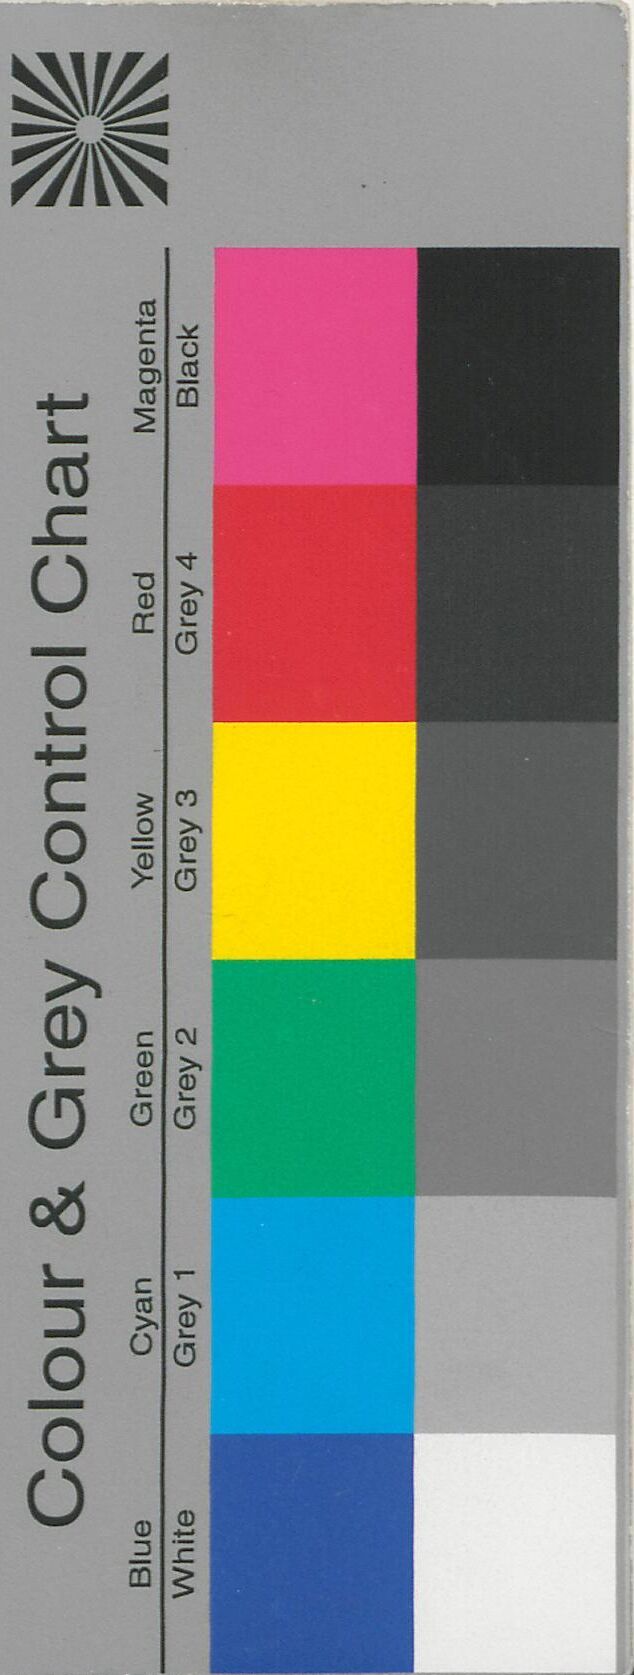 Colour & Grey Control Chart
Blue Cyan Green Yellow Red Magenta
White Grey 1 Grey 2 Grey 3 Grey 4 Black